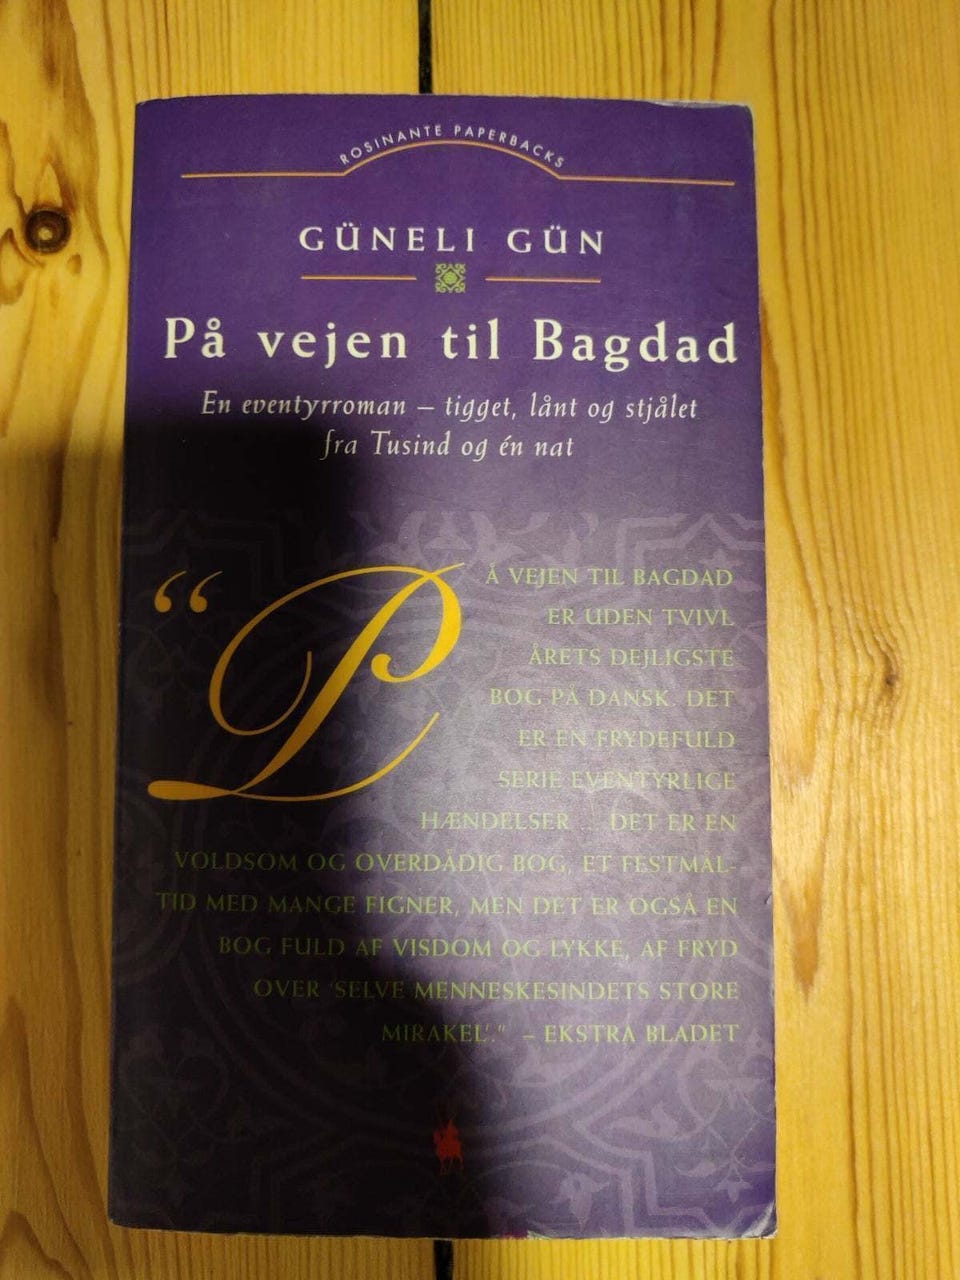 ROSINANTE PAPERBACKS
GÜNELI GÜN
På vejen til Bagdad
En eventyrroman – tigget, lånt og stjålet
fra Tusind og én nat
“PÅ VEJEN TIL BAGDAD
ER UDEN TVIVL
ÅRETS DEJLIGSTE
BOG PÅ DANSK. DET
ER EN FRYDEFULD
SERIE EVENTYRLIGE
HÆNDELSER ... DET ER EN
VOLDSOM OG OVERDÅDIG BOG, ET FESTMÅL-
TID MED MANGE FIGNER, MEN DET ER OGSÅ EN
BOG FULD AF VISDOM OG LYKKE, AF FRYD
OVER ‘SELVE MENNESKESINDETS STORE
MIRAKEL’.” – EKSTRA BLADET